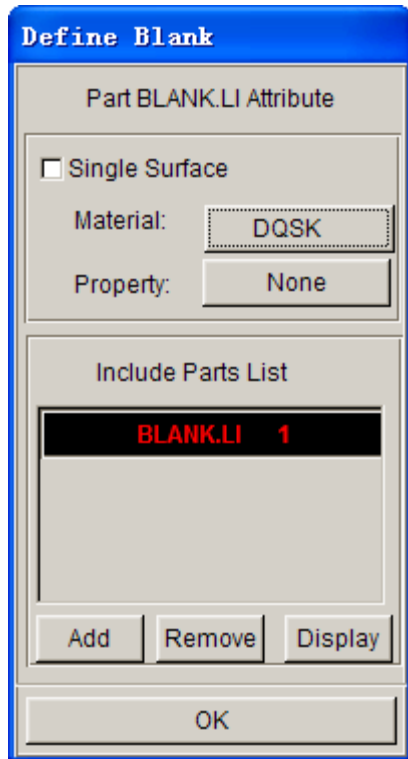 Define Blank
Part BLANK.LI Attribute
Single Surface
Material: DQSK
Property: None
Include Parts List
BLANK.LI 1
Add Remove Display
OK